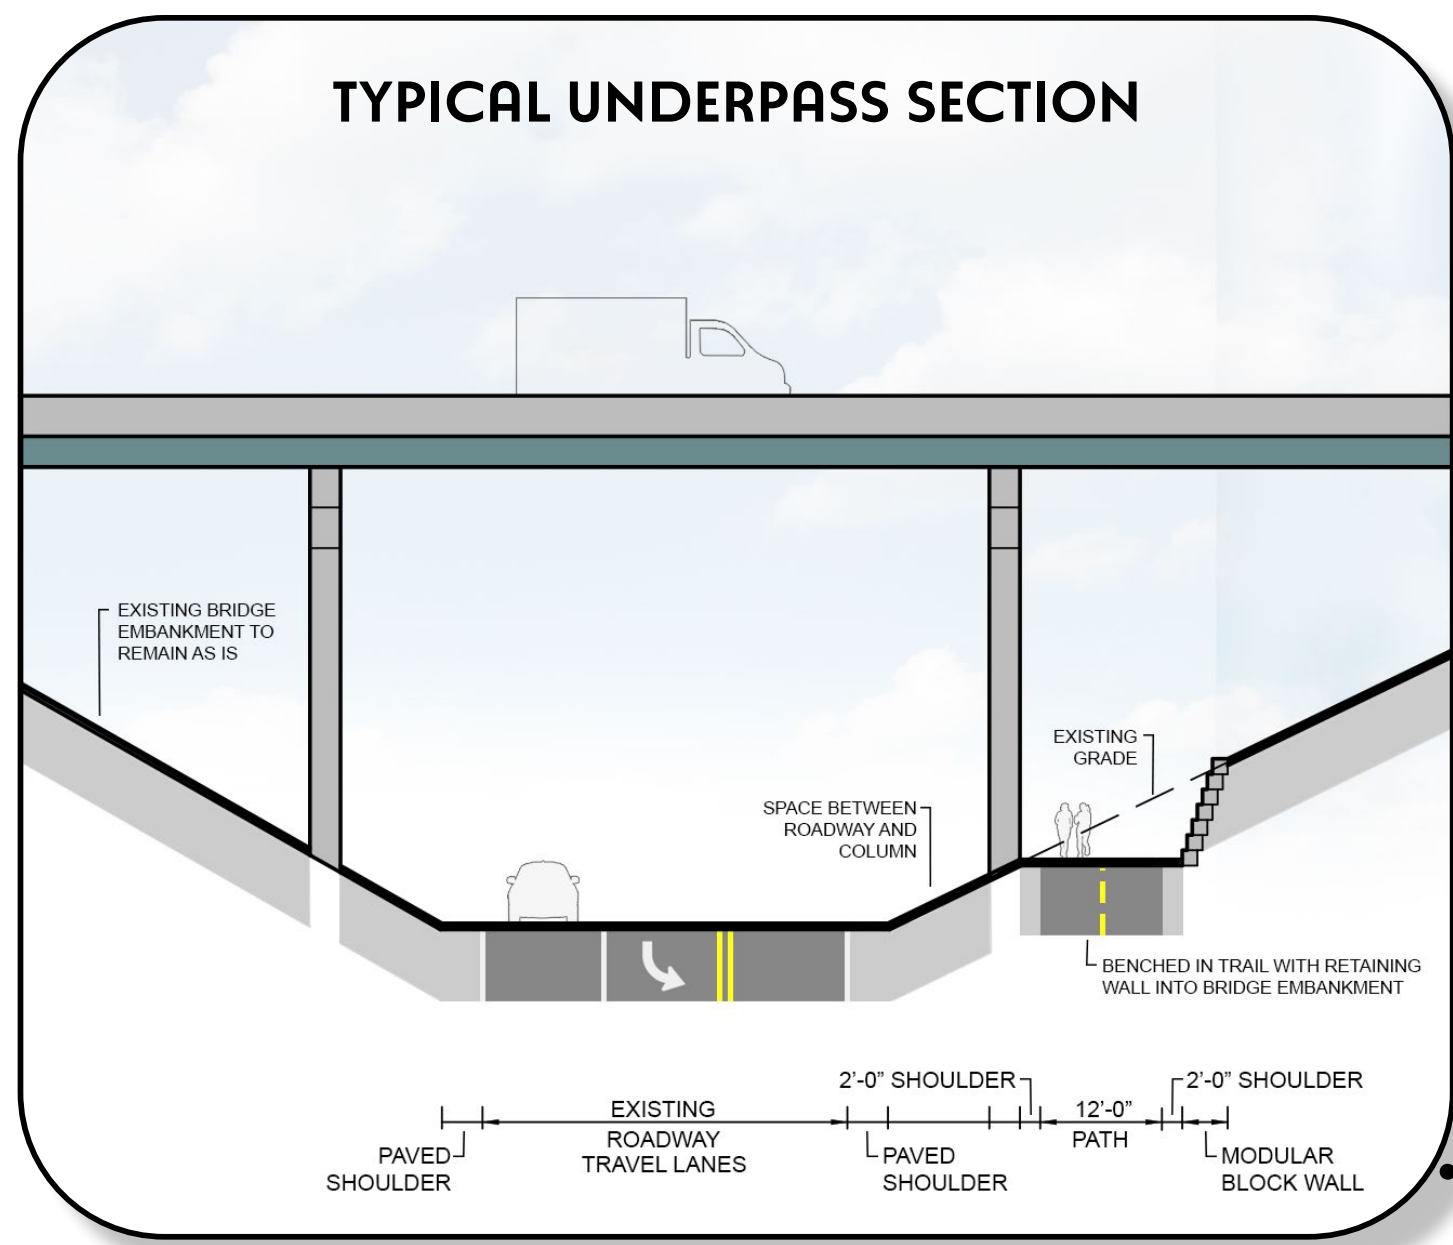 TYPICAL UNDERPASS SECTION
EXISTING BRIDGE
EMBANKMENT TO
REMAIN AS IS
EXISTING
GRADE
SPACE BETWEEN
ROADWAY AND
COLUMN
BENCHED IN TRAIL WITH RETAINING
WALL INTO BRIDGE EMBANKMENT
2'-0” SHOULDER
2'-0” SHOULDER
EXISTING
ROADWAY
TRAVEL LANES
12'-0”
PATH
PAVED
SHOULDER
PAVED
SHOULDER
MODULAR
BLOCK WALL